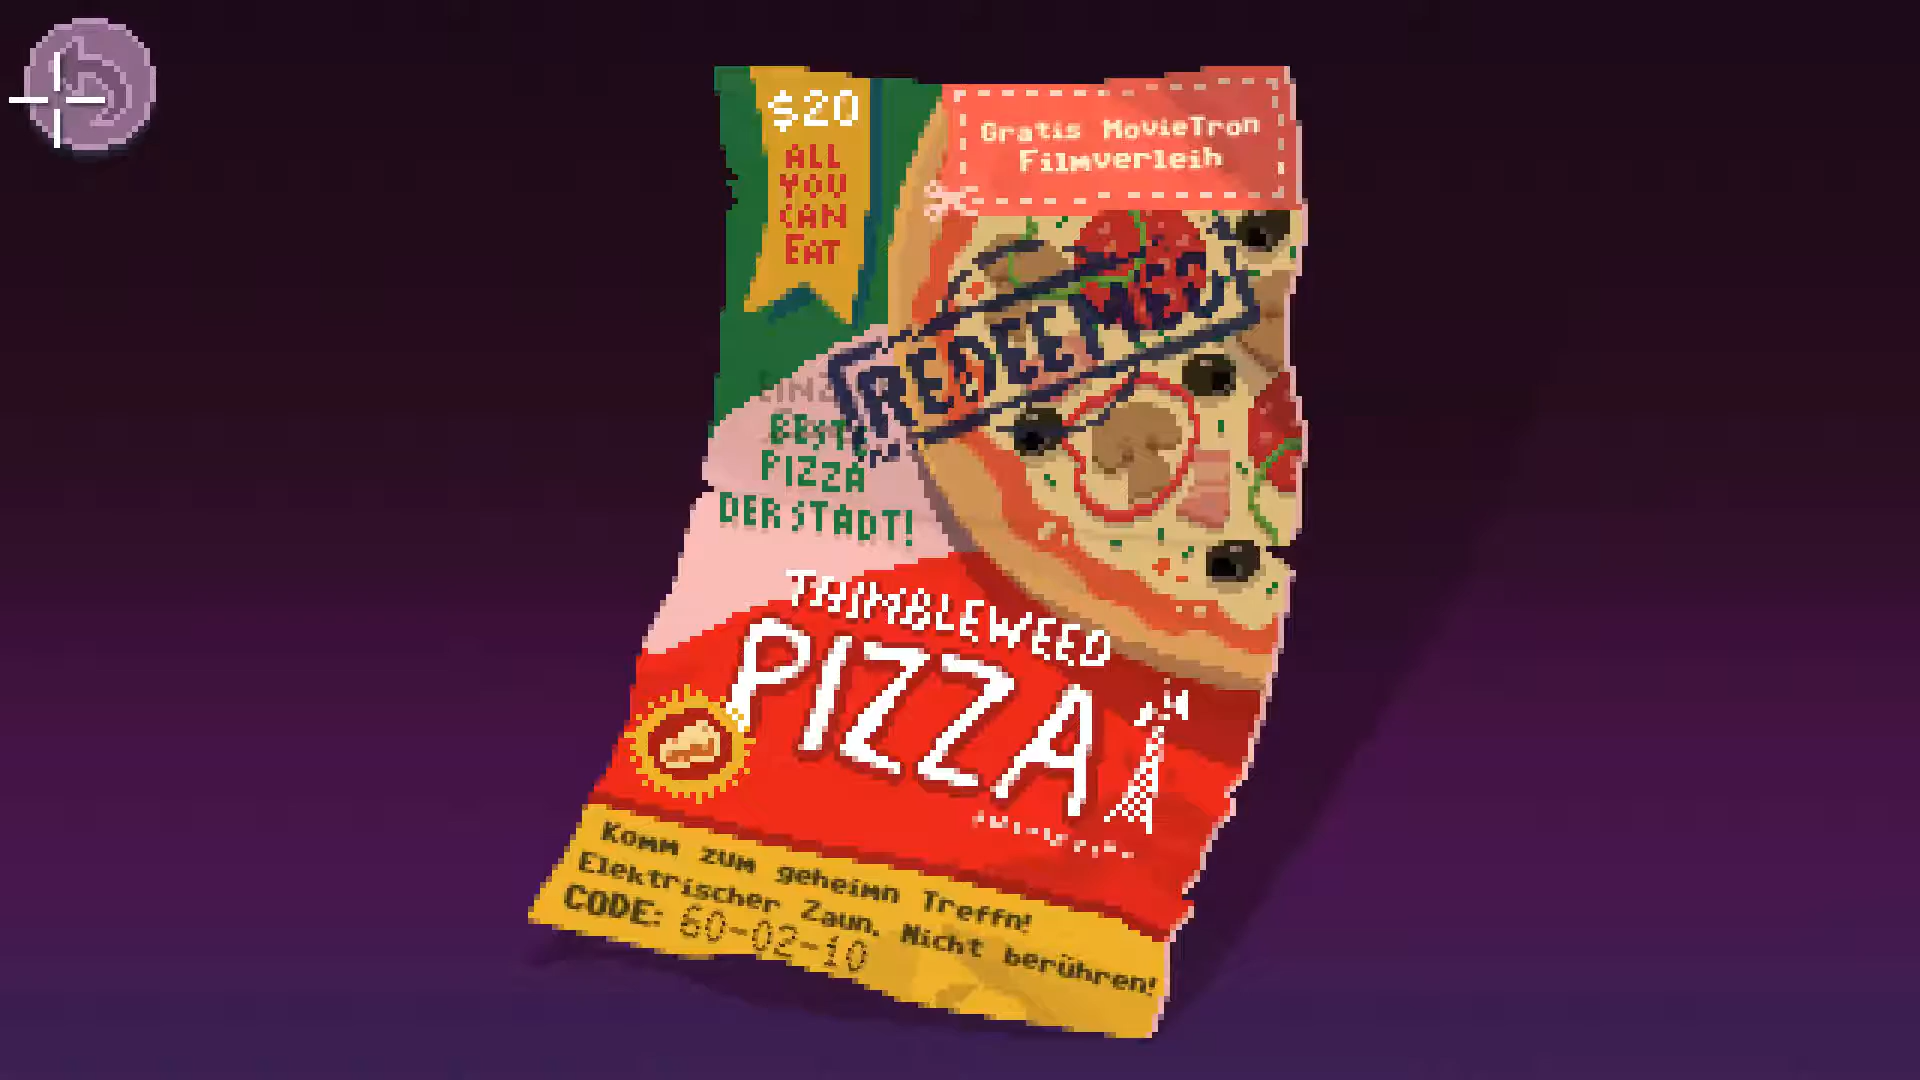 $20
ALL
YOU
CAN
EAT
Gratis MovieTron
Filmverleih
REDEEMED
BESTE
PIZZA
DER STADT!
THIMBLEWEED
PIZZA
Komm zum geheimn Treffn!
Elektrischer Zaun. Nicht berühren!
CODE: 60-02-10